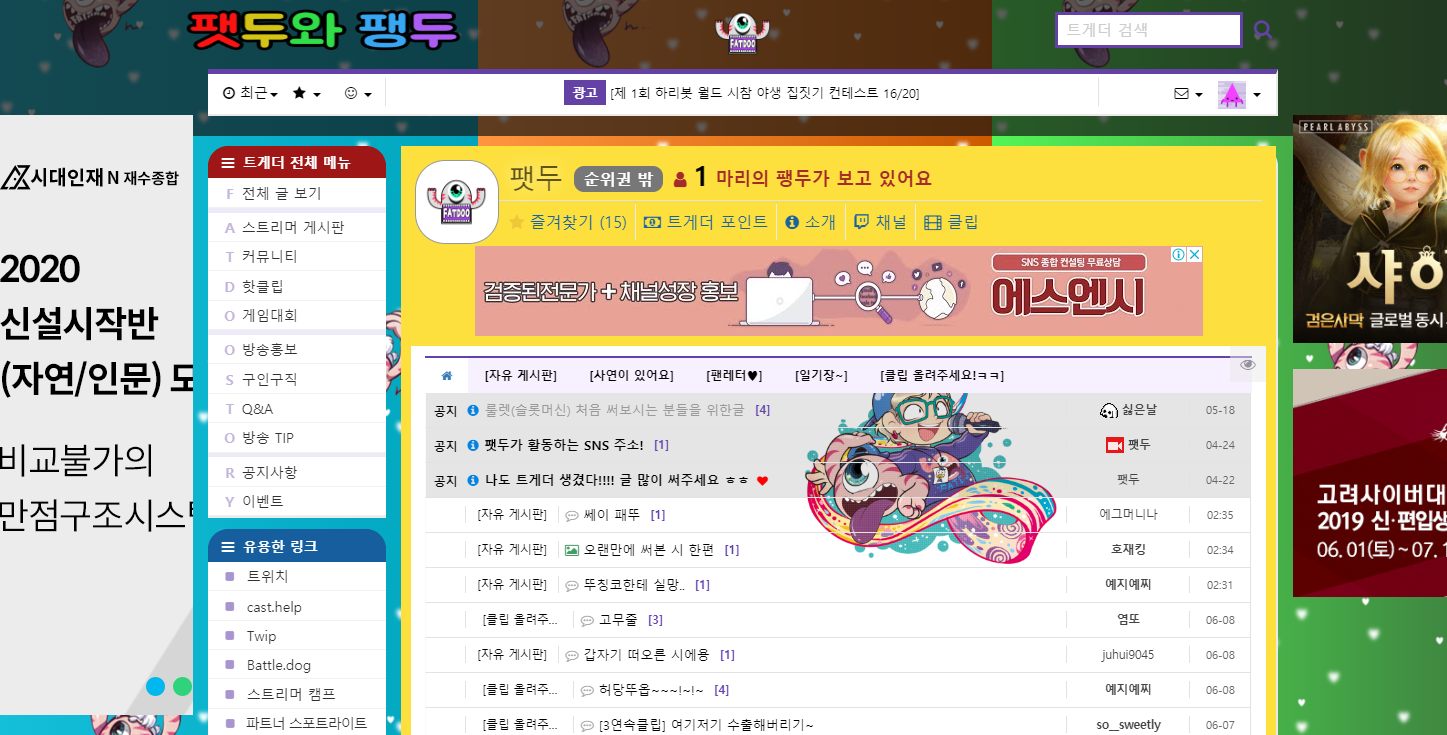 팻두와 팽두
FATDOO
트게더 검색
최근
광고 [제 1회 하리봇 월드 시참 야생 집짓기 컨테스트 16/20]
시대인재N 재수종합
2020
신설시작반
(자연/인문)
비교불가의
만점구조시스
트게더 전체 메뉴
F 전체 글 보기
A 스트리머 게시판
T 커뮤니티
D 핫클립
O 게임대회
O 방송홍보
S 구인구직
T Q&A
O 방송 TIP
R 공지사항
Y 이벤트
유용한 링크
트위치
cast.help
Twip
Battle.dog
스트리머 캠프
파트너 스포트라이트
FATDOO
팻두 순위권 밖 1 마리의 팽두가 보고 있어요
즐겨찾기 (15) 트게더 포인트 소개 채널 클립
검증된전문가 + 채널성장 홍보
SNS 종합 컨설팅 무료상담
에스엔시
[자유 게시판] [사연이 있어요] [팬레터♥] [일기장~] [클립 올려주세요!ㅋㅋ]
공지 룰렛(슬롯머신) 처음 써보시는 분들을 위한글 [4] 싫은날 05-18
공지 팻두가 활동하는 SNS 주소! [1] 팻두 04-24
공지 나도 트게더 생겼다!!!! 글 많이 써주세요 ㅎㅎ ♥ 팻두 04-22
[자유 게시판] 쎄이 패뚜 [1] 에그머니나 02:35
[자유 게시판] 오랜만에 써본 시 한편 [1] 호재킹 02:34
[자유 게시판] 뚜칭코한테 실망.. [1] 예지예찌 02:31
[클립 올려주... 고무줄 [3] 염또 06-08
[자유 게시판] 갑자기 떠오른 시에용 [1] juhui9045 06-08
[클립 올려주... 허당뚜옵~~~!~!~ [4] 예지예찌 06-08
[클립 올려주... [3연속클립] 여기저기 수출해버리기~ so__sweetly 06-07
PEARL ABYSS
샤이
검은사막 글로벌 동시
고려사이버대
2019 신·편입생
06. 01(토) ~ 07. 1